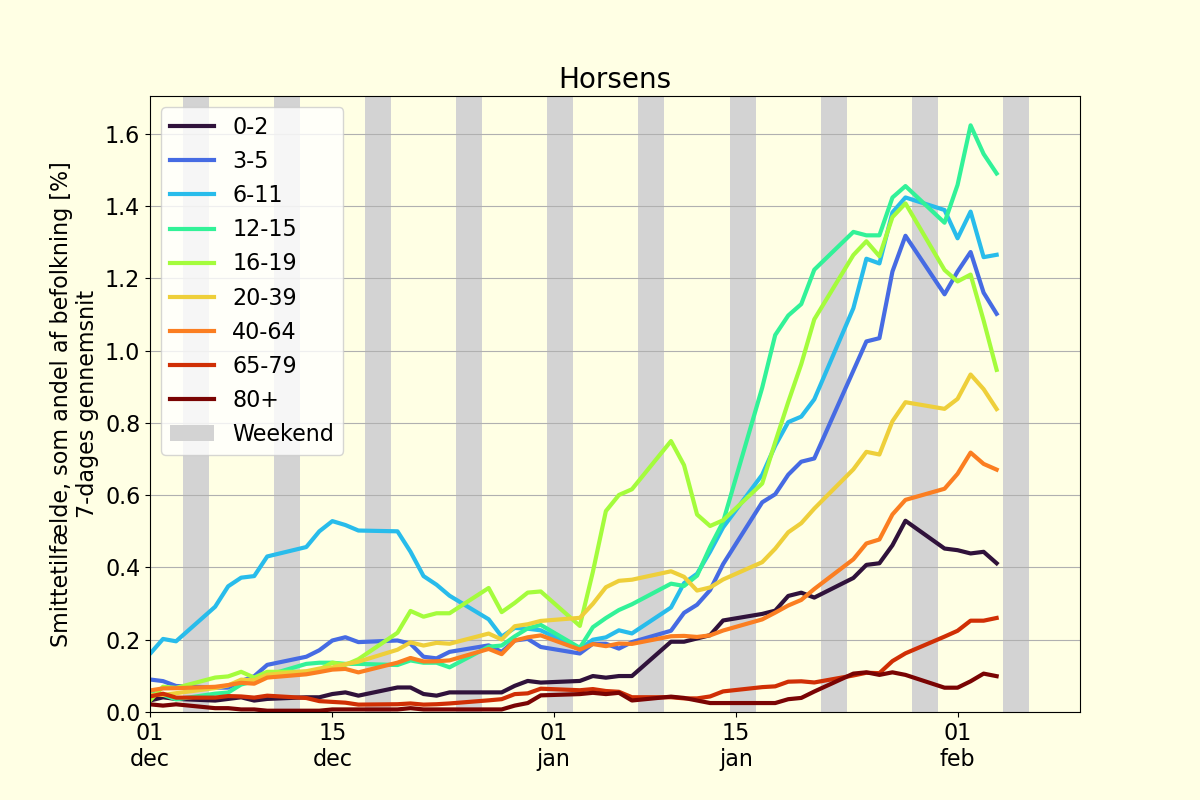 Horsens
Smittetilfælde, som andel af befolkning [%]
7-dages gennemsnit
1.6
1.4
1.2
1.0
0.8
0.6
0.4
0.2
0.0
0-2
3-5
6-11
12-15
16-19
20-39
40-64
65-79
80+
Weekend
01
dec
15
dec
01
jan
15
jan
01
feb